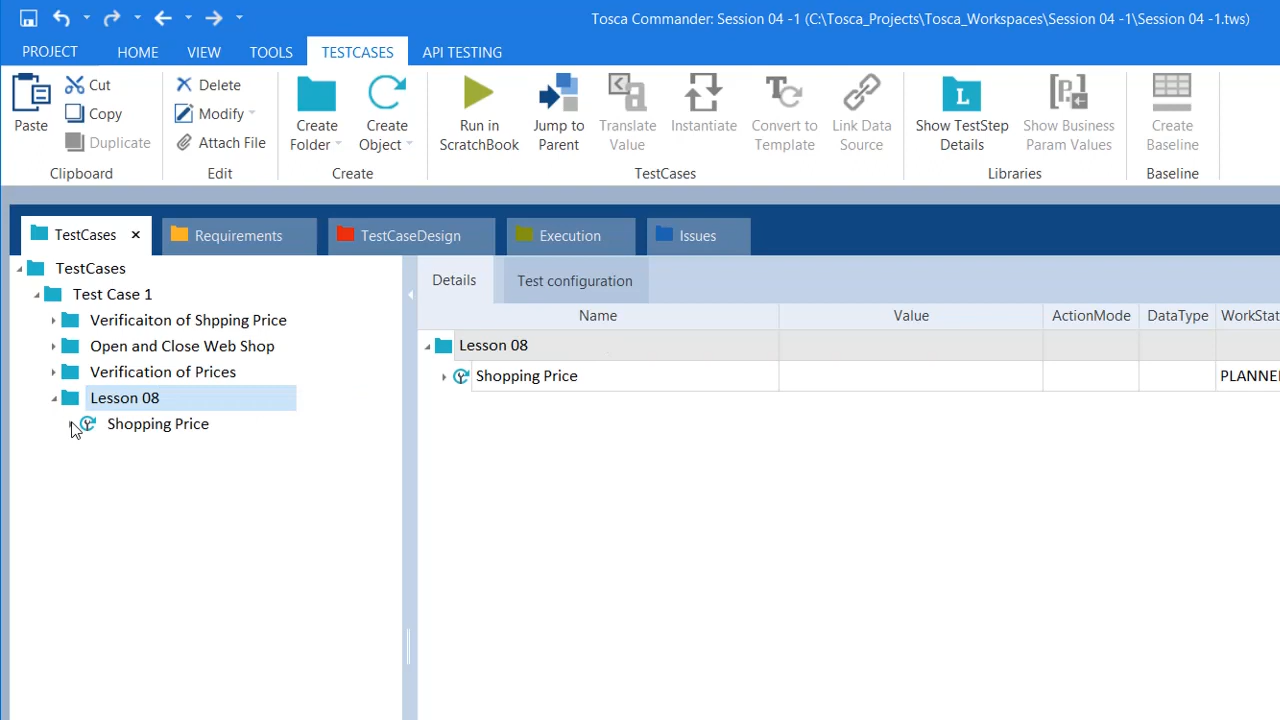 Tosca Commander: Session 04 -1 (C:\Tosca_Projects\Tosca_Workspaces\Session 04 -1\Session 04 -1.tws)
PROJECT HOME VIEW TOOLS TESTCASES API TESTING
Paste
Cut
Copy
Duplicate
Clipboard
Delete
Modify
Attach File
Edit
Create Folder
Create Object
Create
Run in ScratchBook
Jump to Parent
Translate Value
Instantiate
Convert to Template
Link Data Source
TestCases
Show TestStep Details
Show Business Param Values
Libraries
Create Baseline
Baseline
TestCases × Requirements TestCaseDesign Execution Issues
TestCases
Test Case 1
Verificaiton of Shpping Price
Open and Close Web Shop
Verification of Prices
Lesson 08
Shopping Price
Details Test configuration
Name Value ActionMode DataType WorkStat
Lesson 08
Shopping Price PLANNE